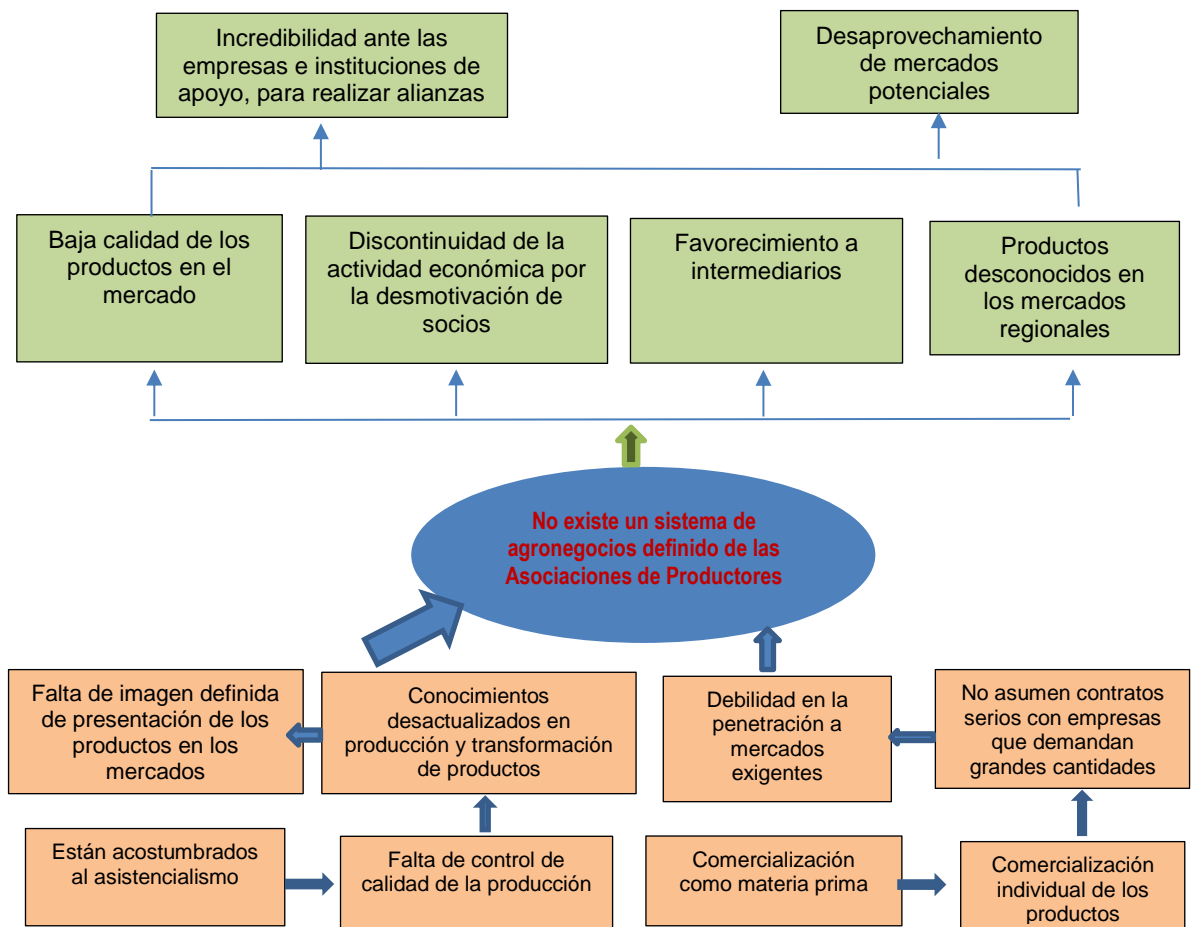 Incredibilidad ante las
empresas e instituciones de
apoyo, para realizar alianzas
Desaprovechamiento
de mercados
potenciales
Baja calidad de los
productos en el
mercado
Discontinuidad de la
actividad económica por
la desmotivación de
socios
Favorecimiento a
intermediarios
Productos
desconocidos en
los mercados
regionales
No existe un sistema de
agronegocios definido de las
Asociaciones de Productores
Falta de imagen definida
de presentación de los
productos en los
mercados
Conocimientos
desactualizados en
producción y transformación
de productos
Debilidad en la
penetración a
mercados
exigentes
No asumen contratos
serios con empresas
que demandan
grandes cantidades
Están acostumbrados
al asistencialismo
Falta de control de
calidad de la producción
Comercialización
como materia prima
Comercialización
individual de los
productos